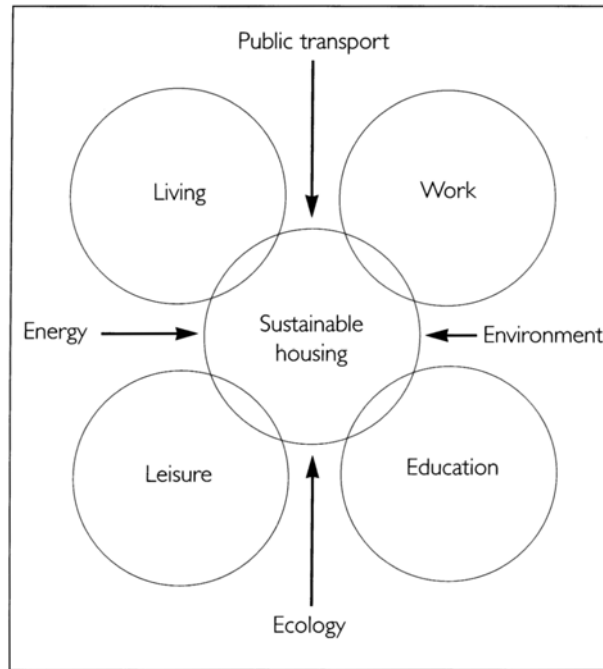 Public transport
Living
Work
Energy
Sustainable
housing
Environment
Leisure
Education
Ecology